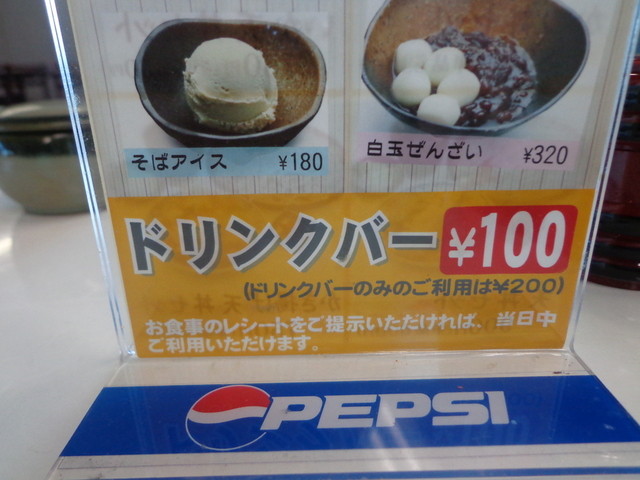 そばアイス ¥180
白玉ぜんざい ¥320
ドリンクバー ¥100
(ドリンクバーのみのご利用は¥200)
お食事のレシートをご提示いただければ、当日中
ご利用いただけます。
PEPSI